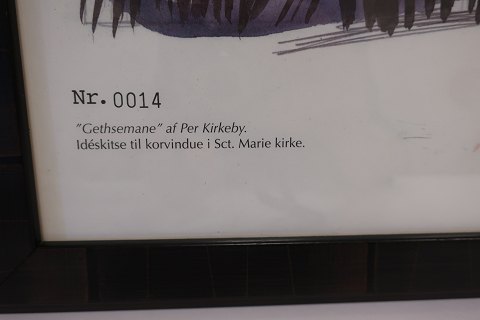 Nr. 0014
"Gethsemane" af Per Kirkeby.
Idéskitse til korvindue i Sct. Marie kirke.